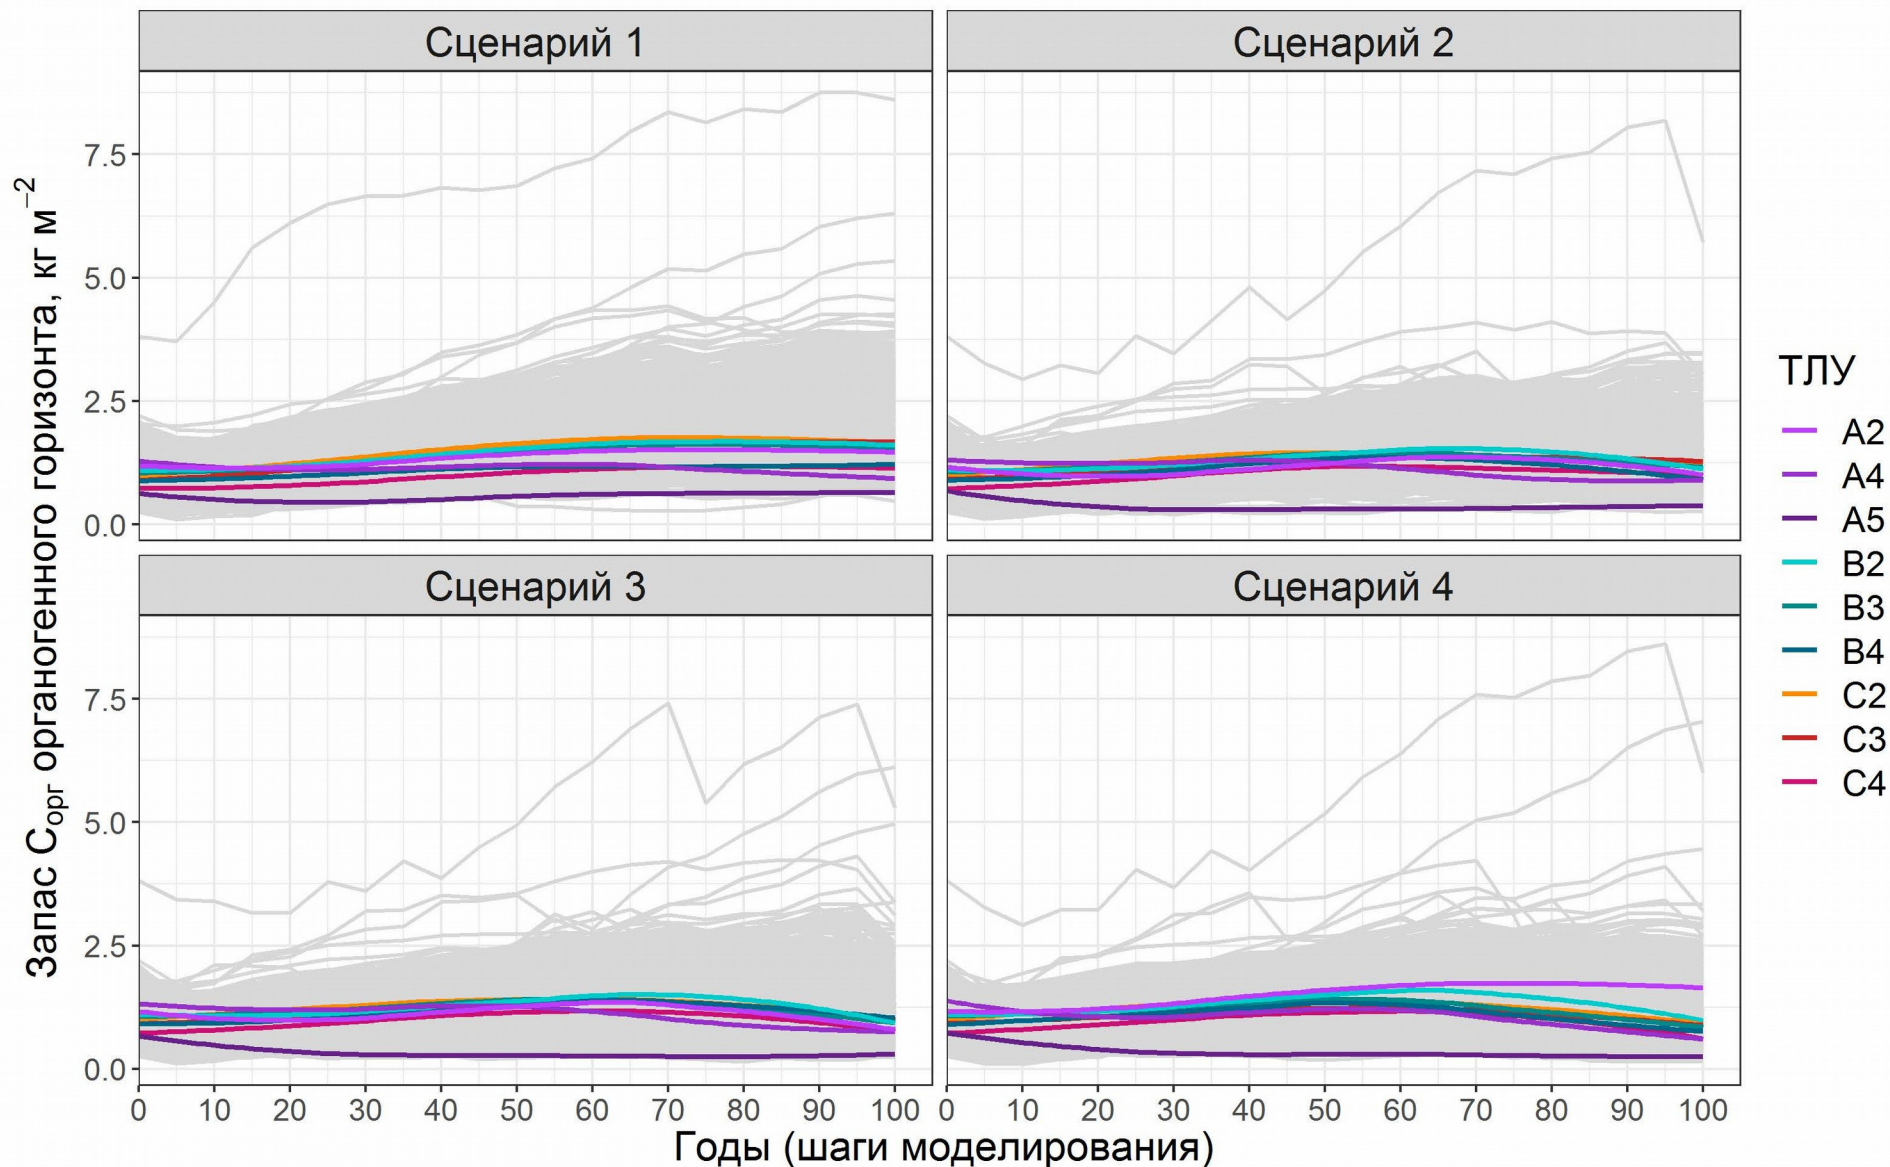 Сценарий 1
Сценарий 2
7.5
5.0
2.5
0.0
Сценарий 3
Сценарий 4
7.5
5.0
2.5
0.0
0 10 20 30 40 50 60 70 80 90 100
0 10 20 30 40 50 60 70 80 90 100
Годы (шаги моделирования)
Запас Cорг органогенного горизонта, кг м−2
ТЛУ
A2
A4
A5
B2
B3
B4
C2
C3
C4